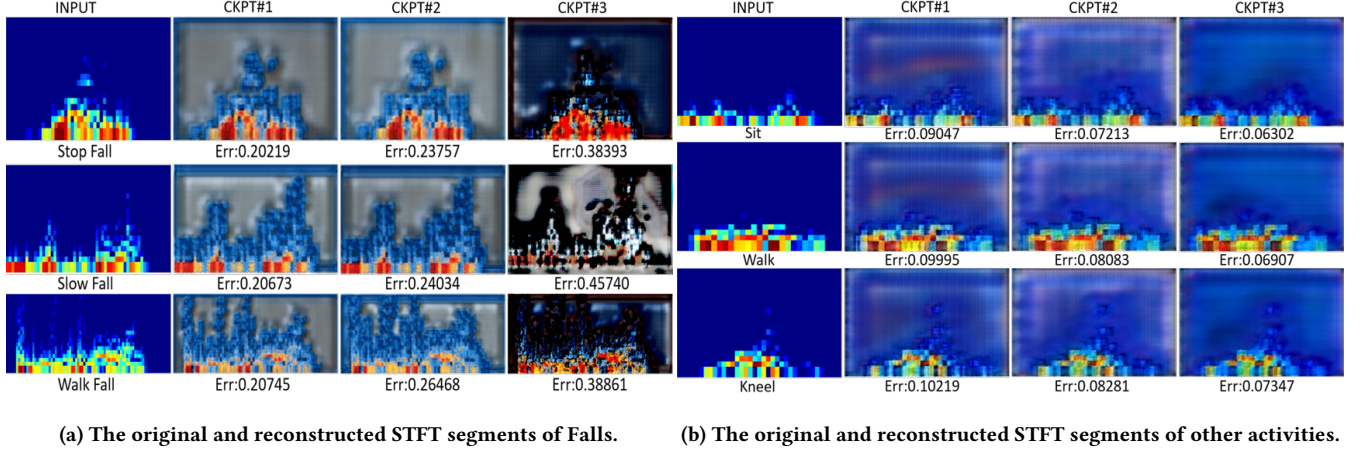 INPUT CKPT#1 CKPT#2 CKPT#3
Stop Fall Err:0.20219 Err:0.23757 Err:0.38393
Slow Fall Err:0.20673 Err:0.24034 Err:0.45740
Walk Fall Err:0.20745 Err:0.26468 Err:0.38861
(a) The original and reconstructed STFT segments of Falls.
INPUT CKPT#1 CKPT#2 CKPT#3
Sit Err:0.09047 Err:0.07213 Err:0.06302
Walk Err:0.09995 Err:0.08083 Err:0.06907
Kneel Err:0.10219 Err:0.08281 Err:0.07347
(b) The original and reconstructed STFT segments of other activities.